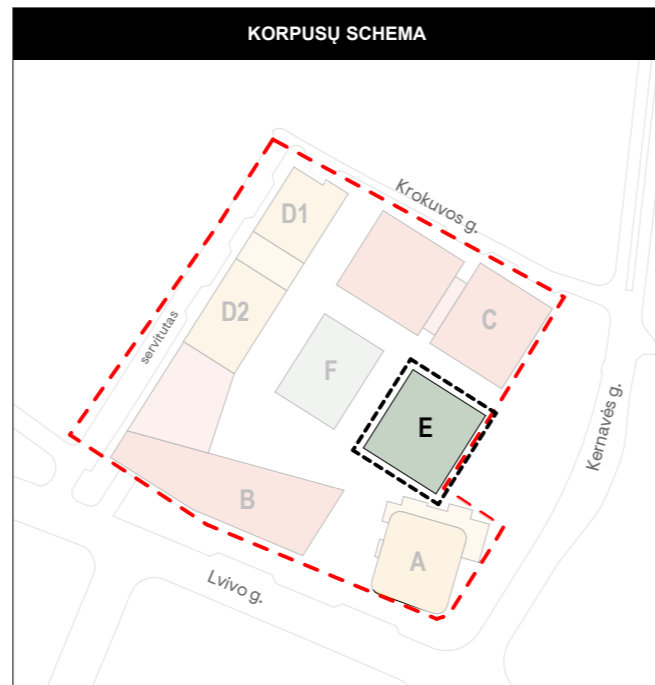 KORPUSŲ SCHEMA
Krokuvos g.
D1
C
D2
servitutas
F
E
Kernavės g.
B
A
Lvivo g.